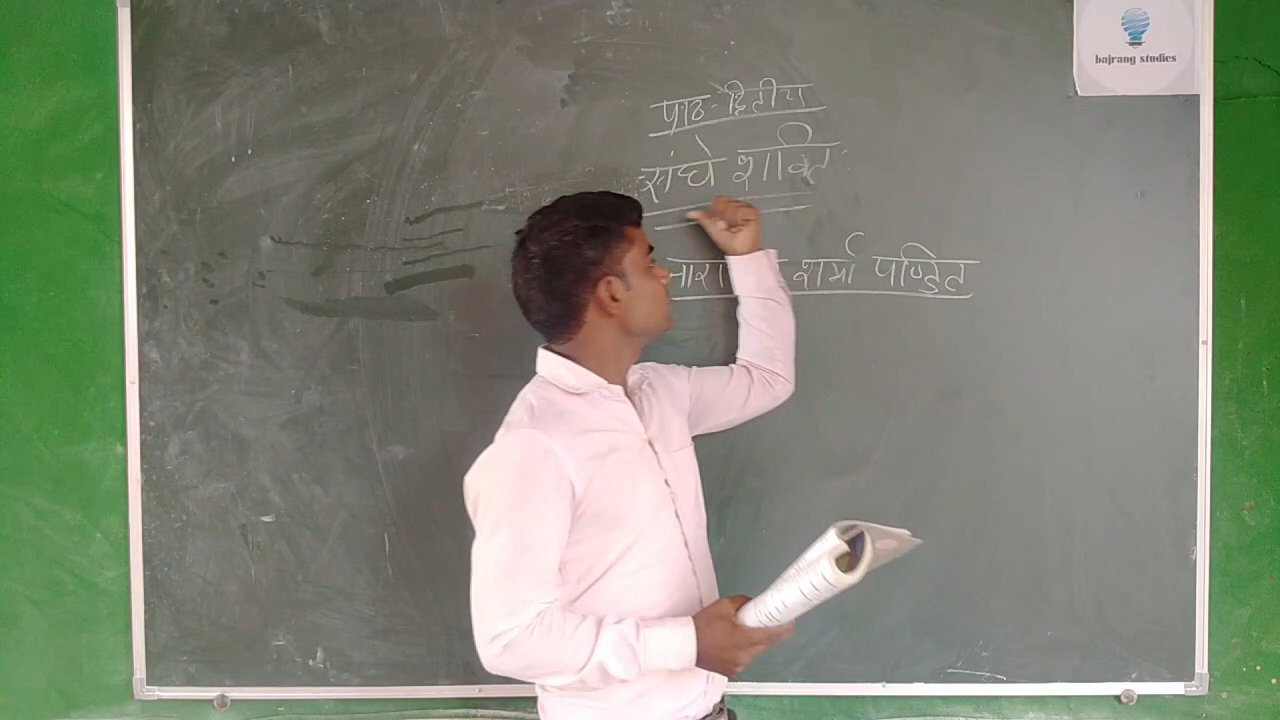 bajrang studies
पाठ - द्वितीय
संघे शक्ति
शर्मा पण्डित